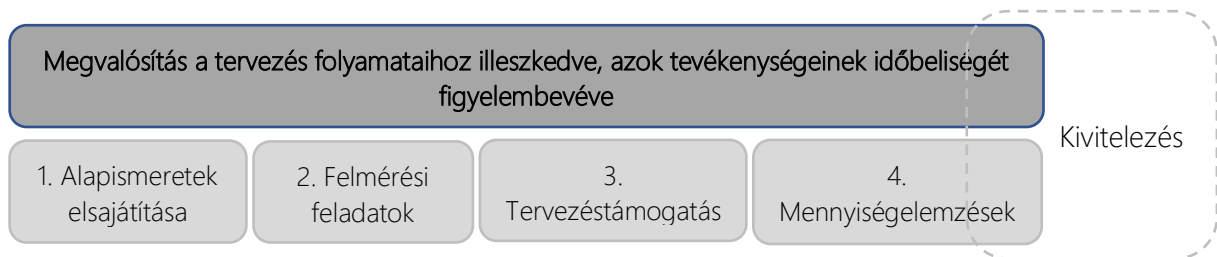 Megvalósítás a tervezés folyamataihoz illeszkedve, azok tevékenységeinek időbeliségét
figyelembevéve
Kivitelezés
1. Alapismeretek
elsajátítása
2. Felmérési
feladatok
3.
Tervezéstámogatás
4.
Mennyiségelemzések